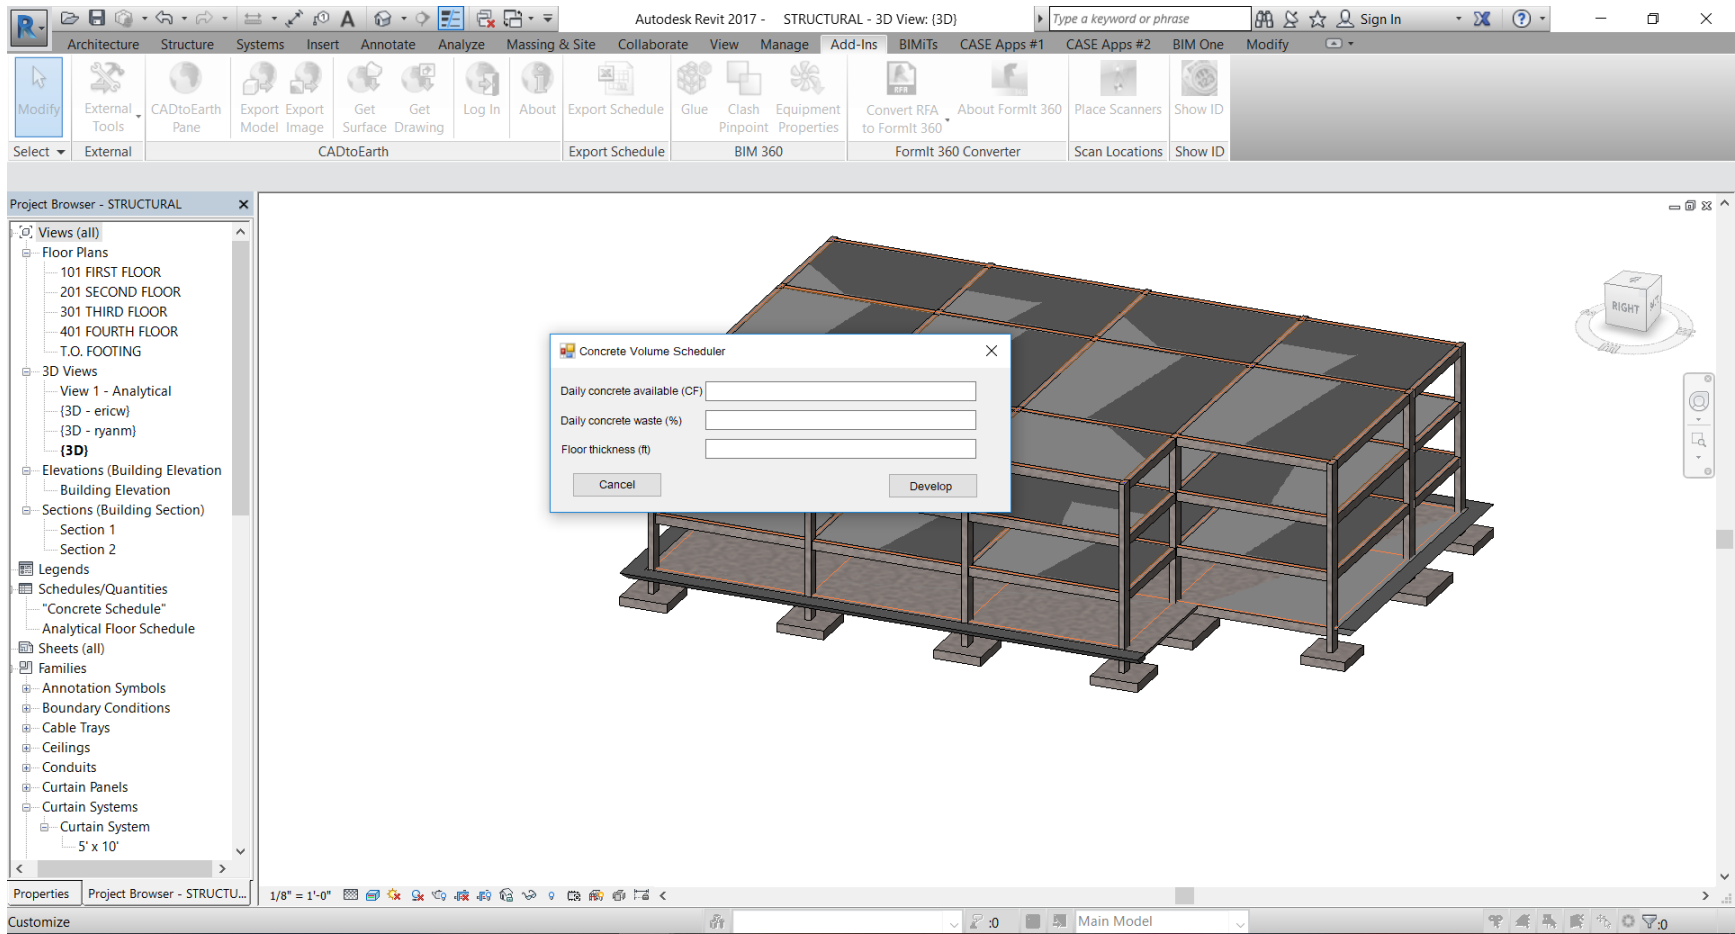 Autodesk Revit 2017 - STRUCTURAL - 3D View: {3D}
Type a keyword or phrase
Sign In
Architecture Structure Systems Insert Annotate Analyze Massing & Site Collaborate View Manage Add-Ins BIMiTs CASE Apps #1 CASE Apps #2 BIM One Modify
Modify
External Tools
CADtoEarth Pane
Export Model
Export Image
Get Surface
Get Drawing
Log In
About
Export Schedule
Glue
Clash Pinpoint
Equipment Properties
RFA
Convert RFA to FormIt 360
About FormIt 360
Place Scanners
Show ID
Select External CADtoEarth Export Schedule BIM 360 FormIt 360 Converter Scan Locations Show ID
Project Browser - STRUCTURAL
Views (all)
Floor Plans
101 FIRST FLOOR
201 SECOND FLOOR
301 THIRD FLOOR
401 FOURTH FLOOR
T.O. FOOTING
3D Views
View 1 - Analytical
{3D - ericw}
{3D - ryanm}
{3D}
Elevations (Building Elevation
Building Elevation
Sections (Building Section)
Section 1
Section 2
Legends
Schedules/Quantities
"Concrete Schedule"
Analytical Floor Schedule
Sheets (all)
Families
Annotation Symbols
Boundary Conditions
Cable Trays
Ceilings
Conduits
Curtain Panels
Curtain Systems
Curtain System
5' x 10'
Concrete Volume Scheduler
Daily concrete available (CF)
Daily concrete waste (%)
Floor thickness (ft)
Cancel
Develop
RIGHT
Properties
Project Browser - STRUCTU...
1/8" = 1'-0"
Customize
:0
Main Model
:0